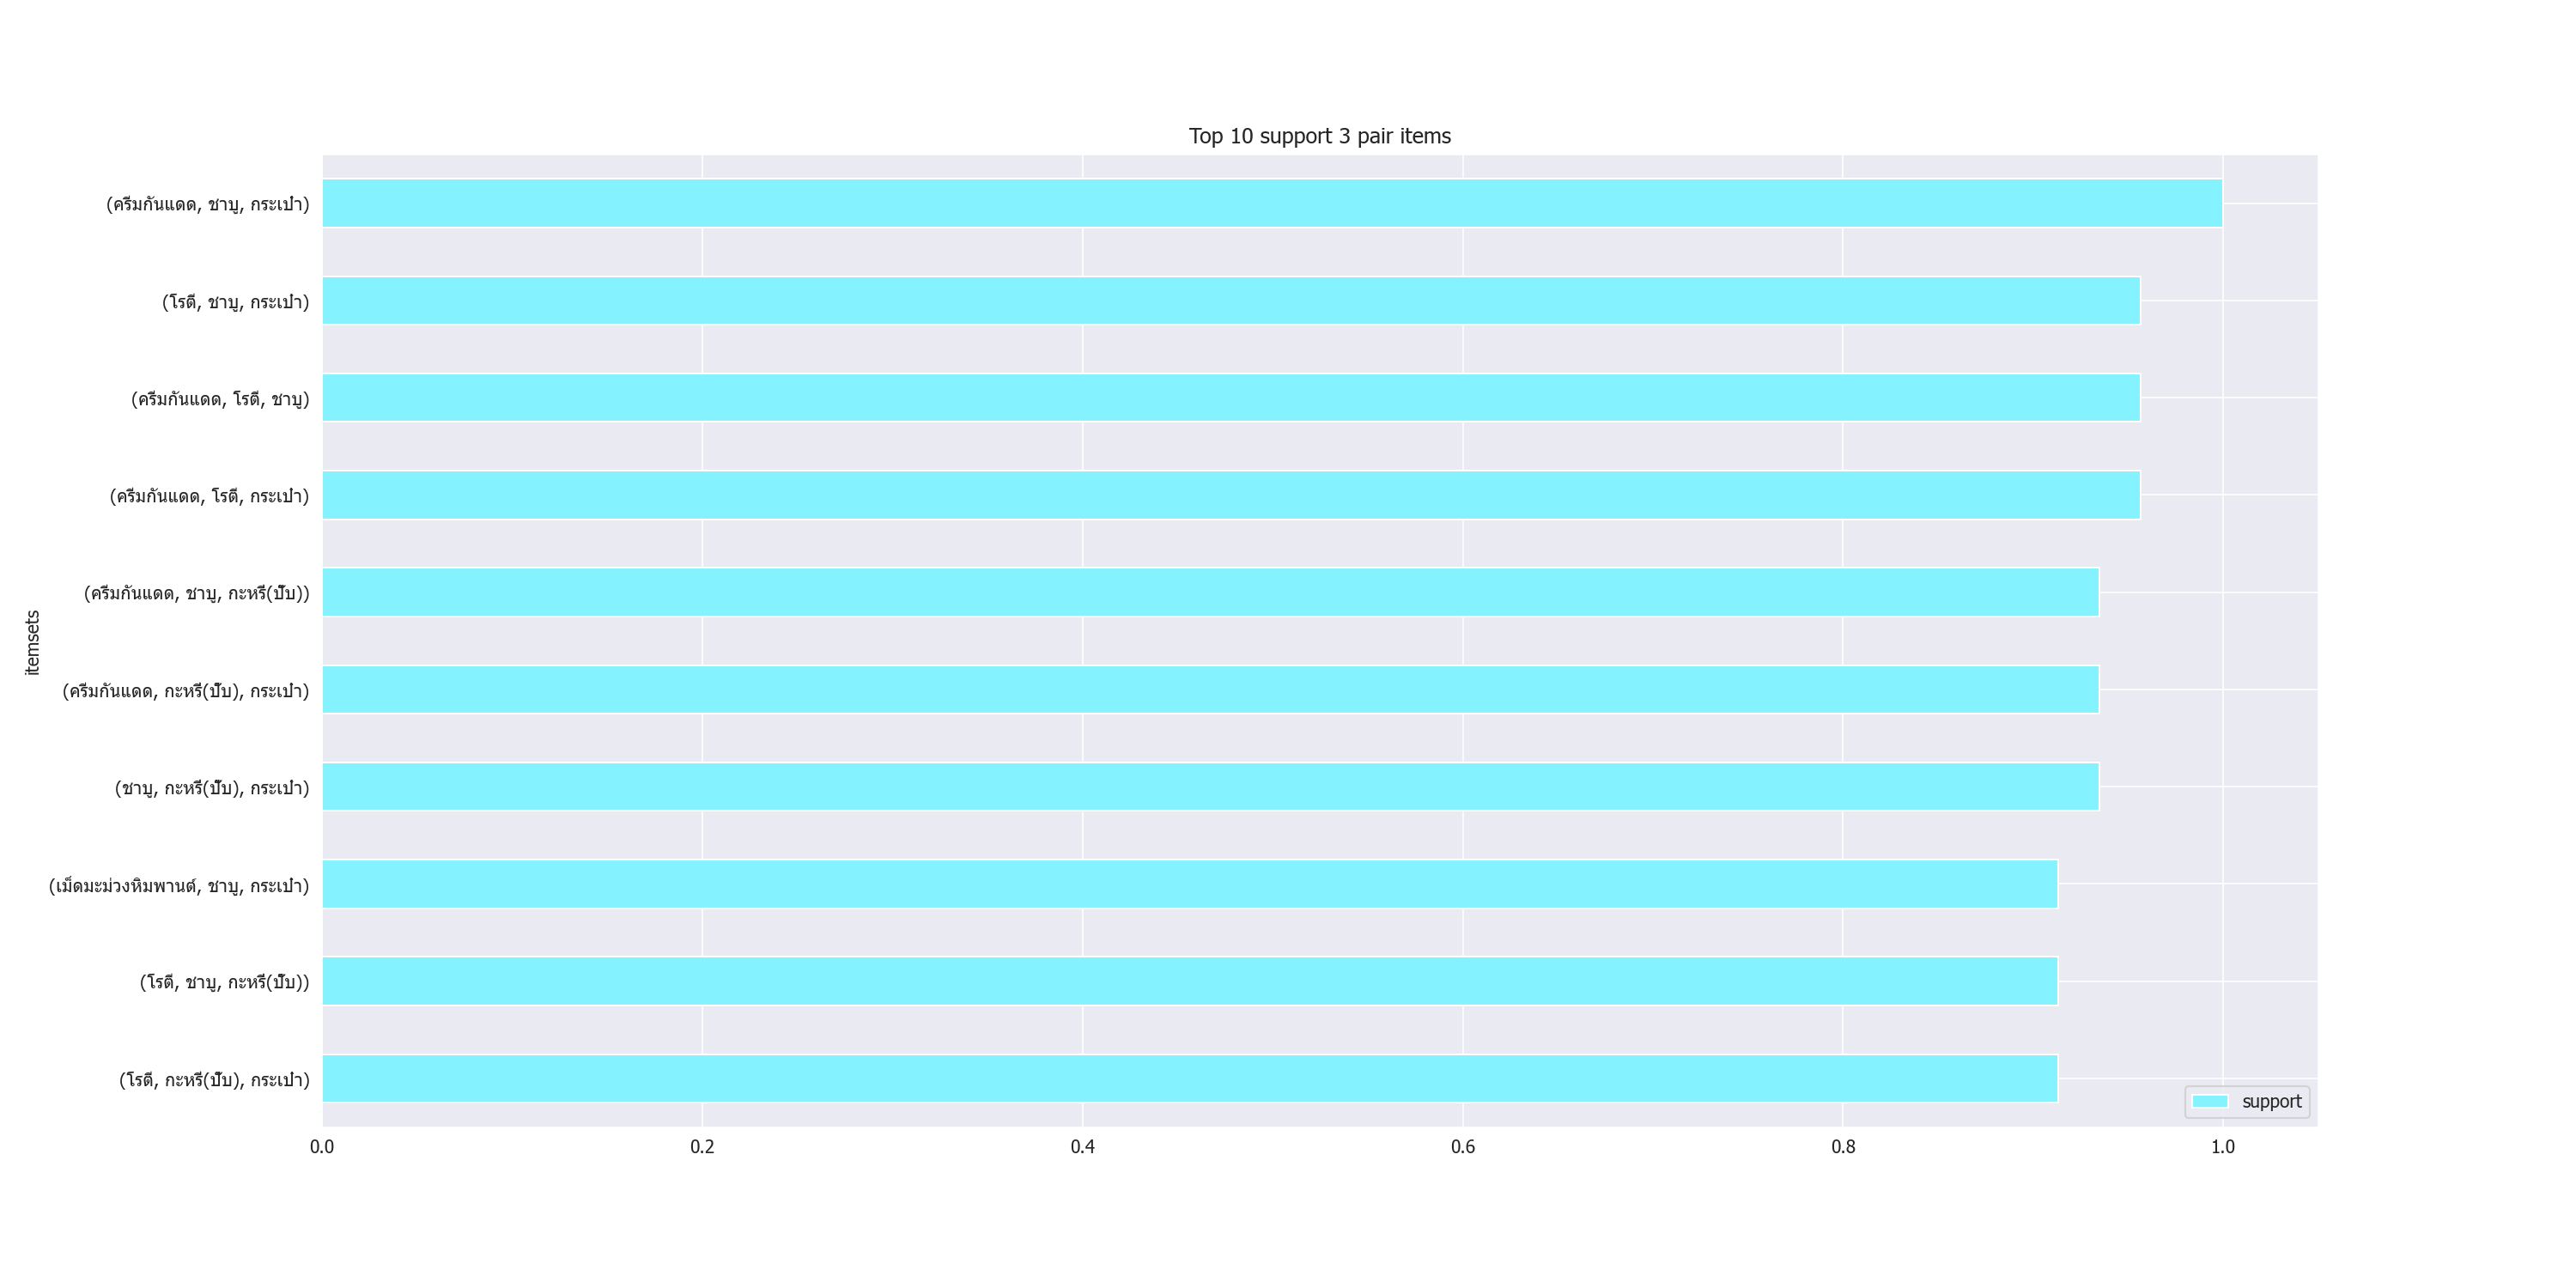 Top 10 support 3 pair items
(ครีมกันแดด, ชาบู, กระเป๋า)
(โรตี, ชาบู, กระเป๋า)
(ครีมกันแดด, โรตี, ชาบู)
(ครีมกันแดด, โรตี, กระเป๋า)
(ครีมกันแดด, ชาบู, กะหรี่(ปั๊บ))
(ครีมกันแดด, กะหรี่(ปั๊บ), กระเป๋า)
(ชาบู, กะหรี่(ปั๊บ), กระเป๋า)
(เม็ดมะม่วงหิมพานต์, ชาบู, กระเป๋า)
(โรตี, ชาบู, กะหรี่(ปั๊บ))
(โรตี, กะหรี่(ปั๊บ), กระเป๋า)
itemsets
support
0.0 0.2 0.4 0.6 0.8 1.0